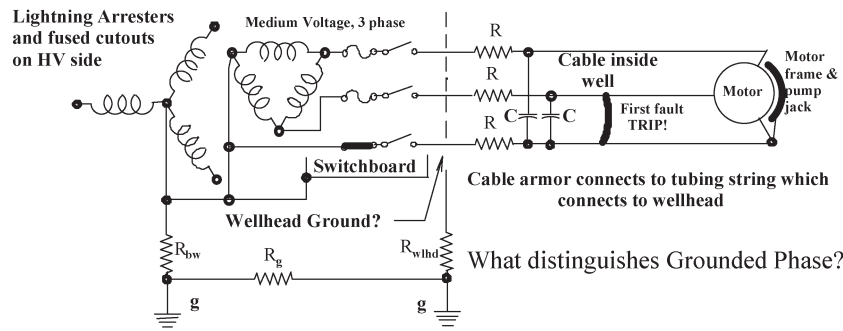 Lightning Arresters
and fused cutouts
on HV side
Medium Voltage, 3 phase
g
R
R
R
C
C
Cable inside
well
First fault
TRIP!
Motor
Motor
frame &
pump
jack
g
Switchboard
Wellhead Ground?
Cable armor connects to tubing string which
connects to wellhead
Rbw
Rg
Rwlhd
What distinguishes Grounded Phase?
g
g